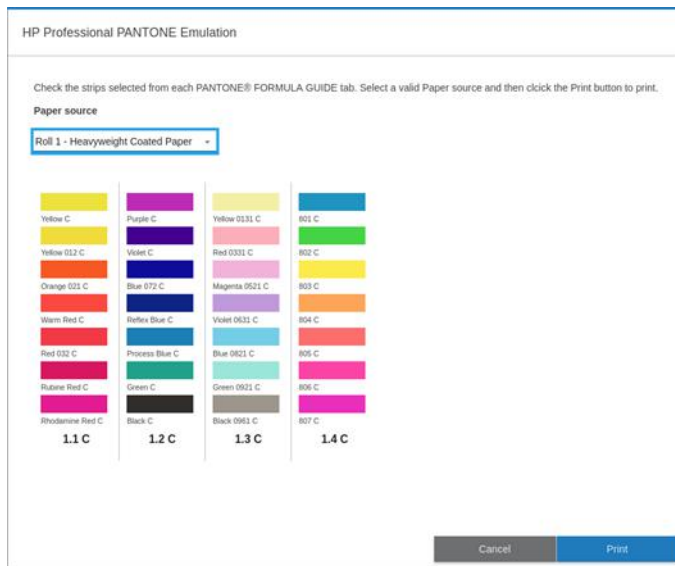 HP Professional PANTONE Emulation
Check the strips selected from each PANTONE® FORMULA GUIDE tab. Select a valid Paper source and then clcick the Print button to print.
Paper source
Roll 1 - Heavyweight Coated Paper
Yellow C Purple C Yellow 0131 C 801 C
Yellow 012 C Violet C Red 0331 C 802 C
Orange 021 C Blue 072 C Magenta 0521 C 803 C
Warm Red C Reflex Blue C Violet 0631 C 804 C
Red 032 C Process Blue C Blue 0821 C 805 C
Rubine Red C Green C Green 0921 C 806 C
Rhodamine Red C Black C Black 0961 C 807 C
1.1 C 1.2 C 1.3 C 1.4 C
Cancel Print